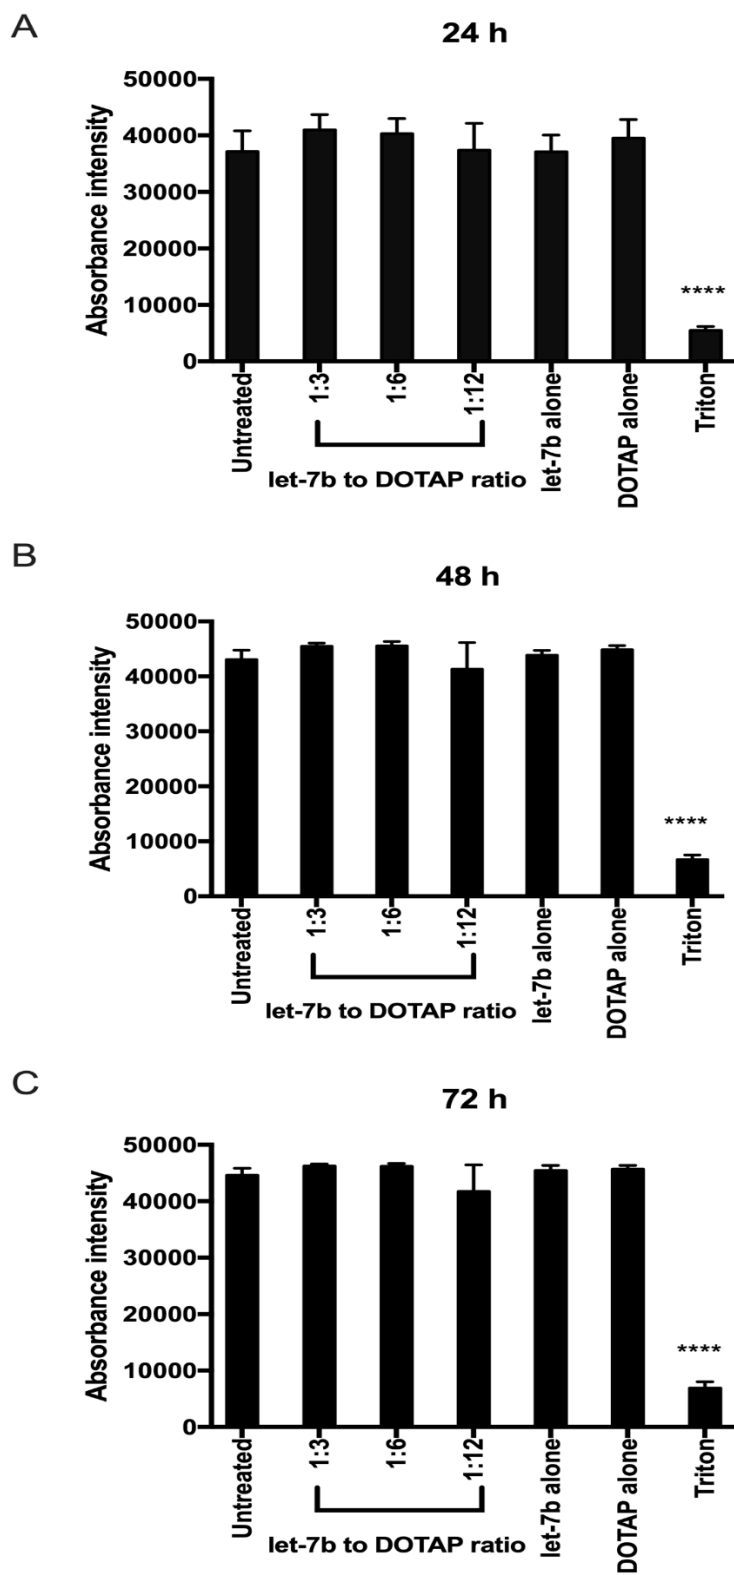 A
24 h
Absorbance intensity
50000
40000
30000
20000
10000
0
****
Untreated
1:3
1:6
1:12
let-7b alone
DOTAP alone
Triton
let-7b to DOTAP ratio
B
48 h
Absorbance intensity
50000
40000
30000
20000
10000
0
****
Untreated
1:3
1:6
1:12
let-7b alone
DOTAP alone
Triton
let-7b to DOTAP ratio
C
72 h
Absorbance intensity
50000
40000
30000
20000
10000
0
****
Untreated
1:3
1:6
1:12
let-7b alone
DOTAP alone
Triton
let-7b to DOTAP ratio